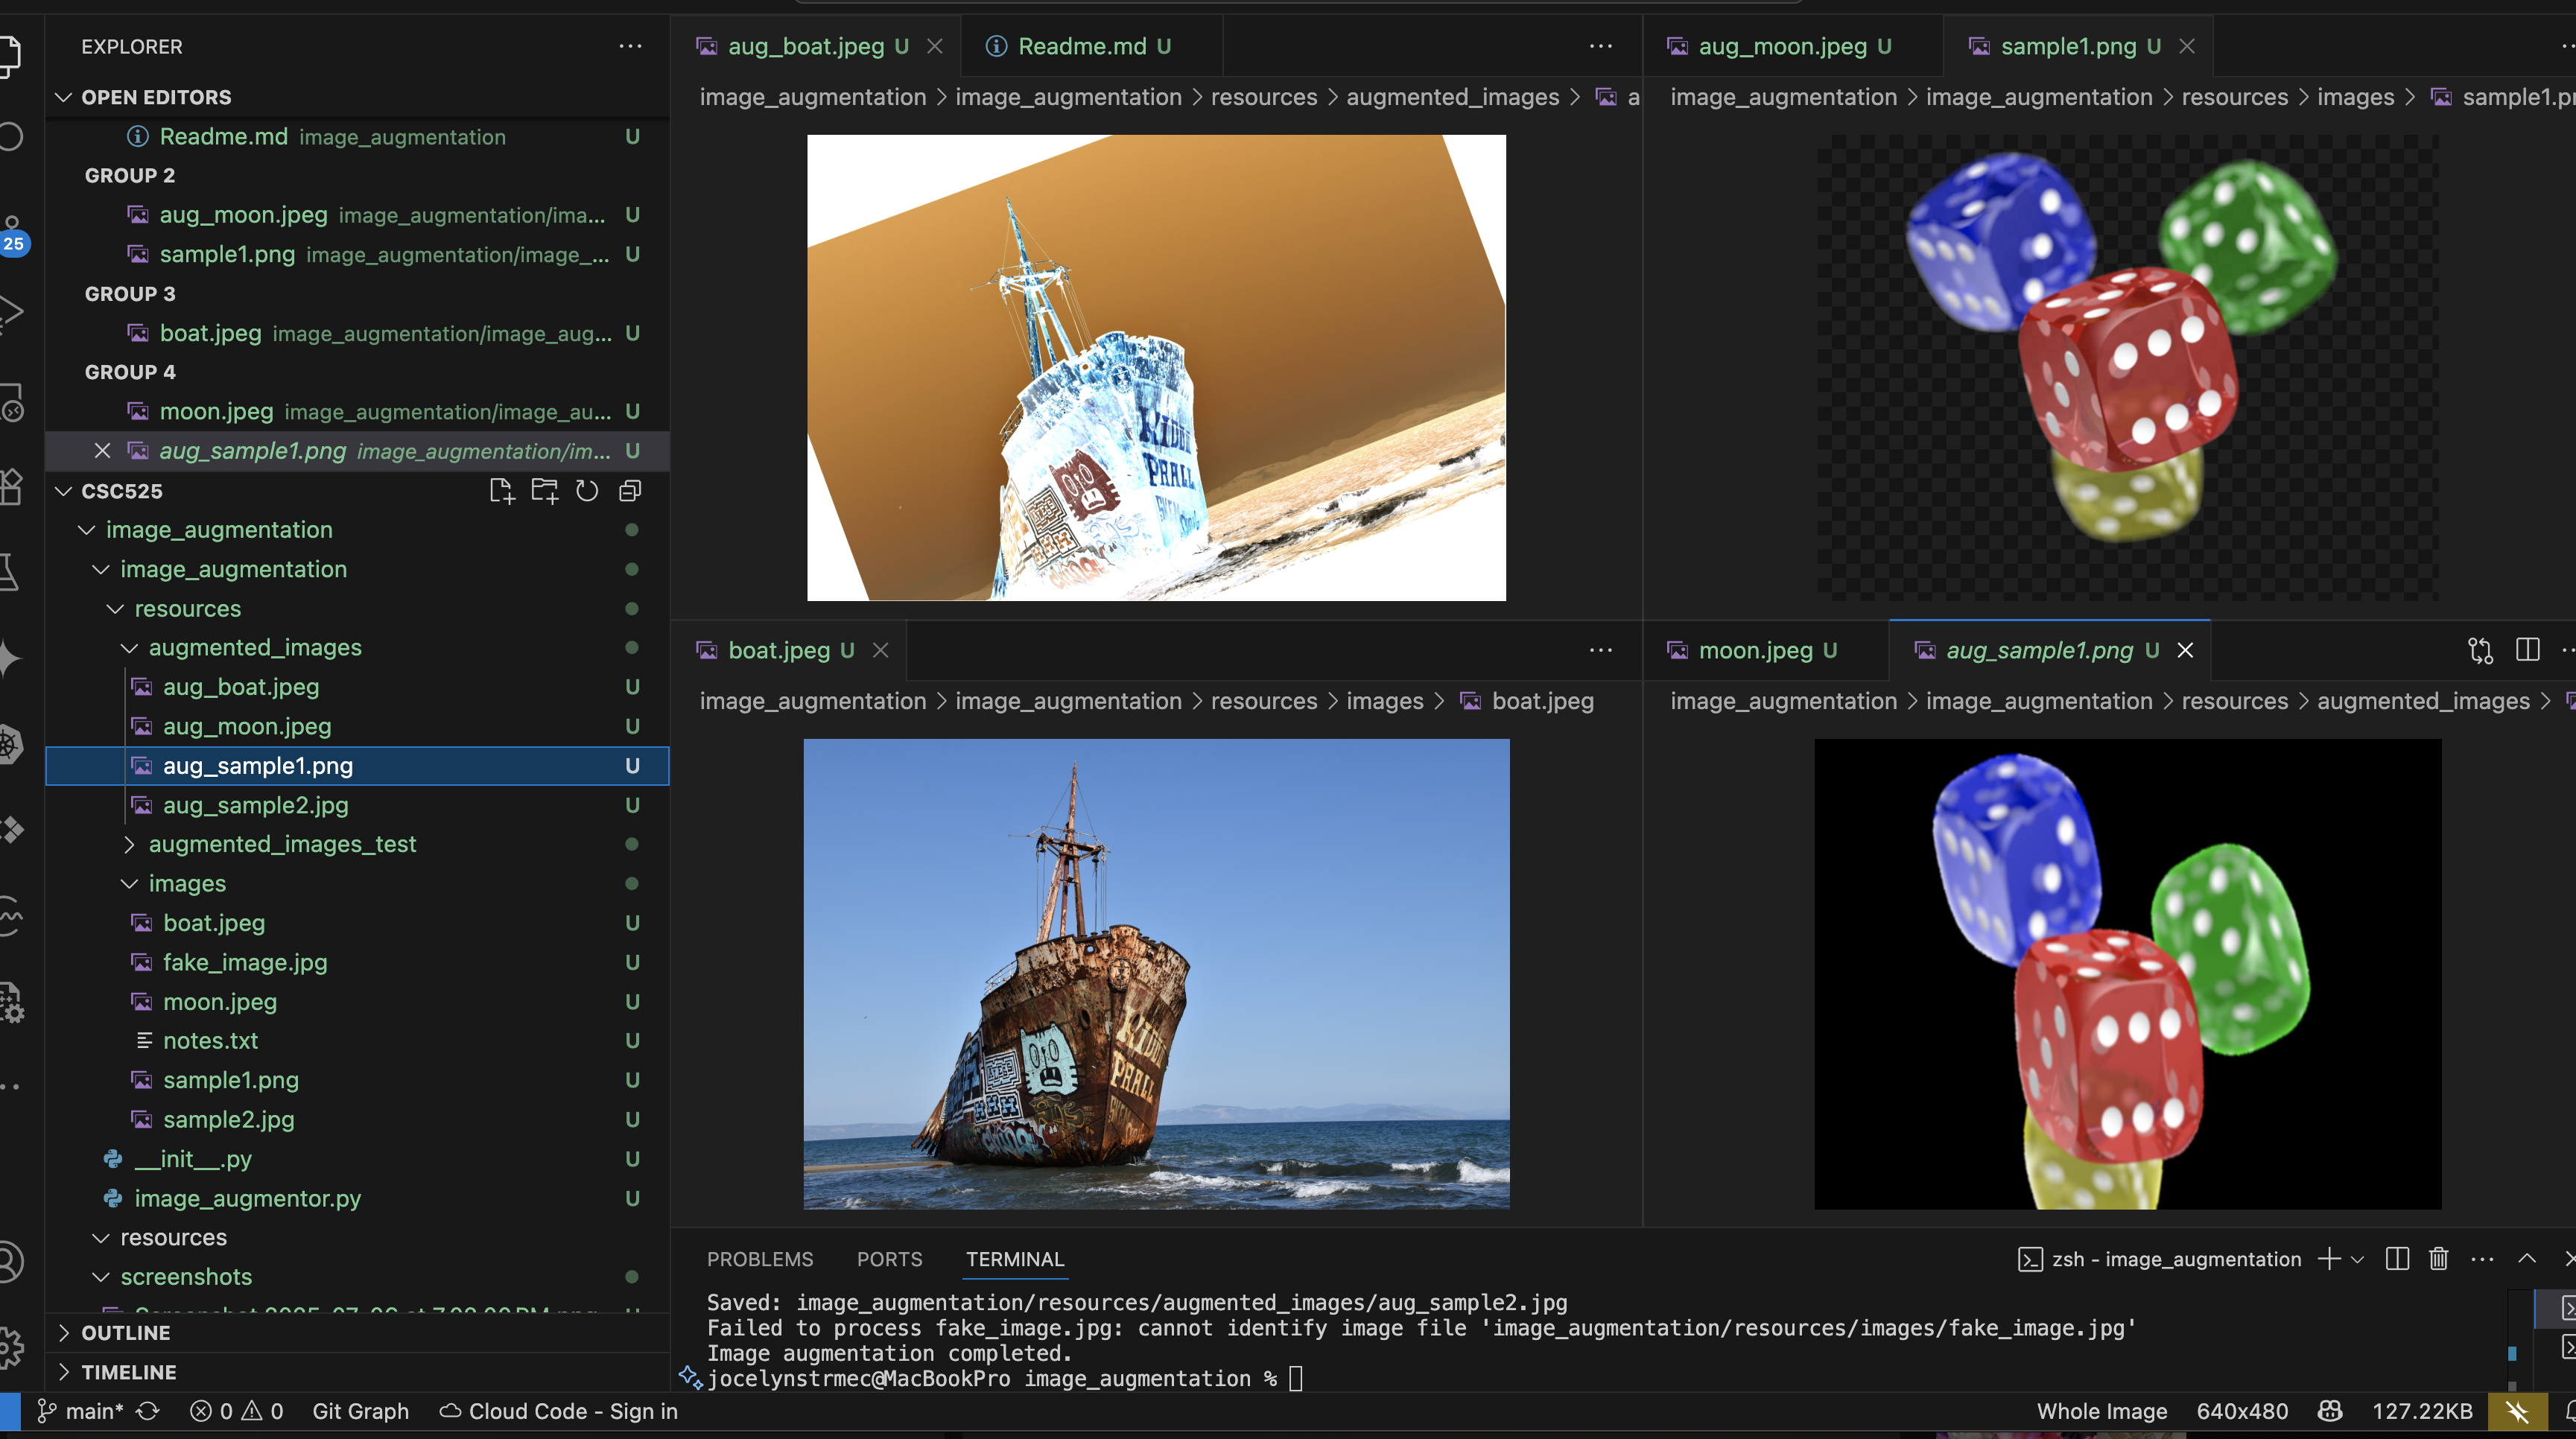 EXPLORER
OPEN EDITORS
Readme.md image_augmentation U
GROUP 2
aug_moon.jpeg image_augmentation/ima... U
sample1.png image_augmentation/image_... U
GROUP 3
boat.jpeg image_augmentation/image_aug... U
GROUP 4
moon.jpeg image_augmentation/image_au... U
aug_sample1.png image_augmentation/im... U
25
CSC525
image_augmentation
image_augmentation
resources
augmented_images
aug_boat.jpeg U
aug_moon.jpeg U
aug_sample1.png U
aug_sample2.jpg U
augmented_images_test
images
boat.jpeg U
fake_image.jpg U
moon.jpeg U
notes.txt U
sample1.png U
sample2.jpg U
__init__.py U
image_augmentor.py U
resources
screenshots
OUTLINE
TIMELINE
aug_boat.jpeg U
Readme.md U
image_augmentation > image_augmentation > resources > augmented_images > a
PRALL
aug_moon.jpeg U
sample1.png U
image_augmentation > image_augmentation > resources > images > sample1.pn
boat.jpeg U
image_augmentation > image_augmentation > resources > images > boat.jpeg
PRALL
moon.jpeg U
aug_sample1.png U
image_augmentation > image_augmentation > resources > augmented_images >
PROBLEMS PORTS TERMINAL
zsh - image_augmentation
Saved: image_augmentation/resources/augmented_images/aug_sample2.jpg
Failed to process fake_image.jpg: cannot identify image file 'image_augmentation/resources/images/fake_image.jpg'
Image augmentation completed.
jocelynstrmec@MacBookPro image_augmentation %
main* 0 0 Git Graph Cloud Code - Sign in
Whole Image 640x480 127.22KB